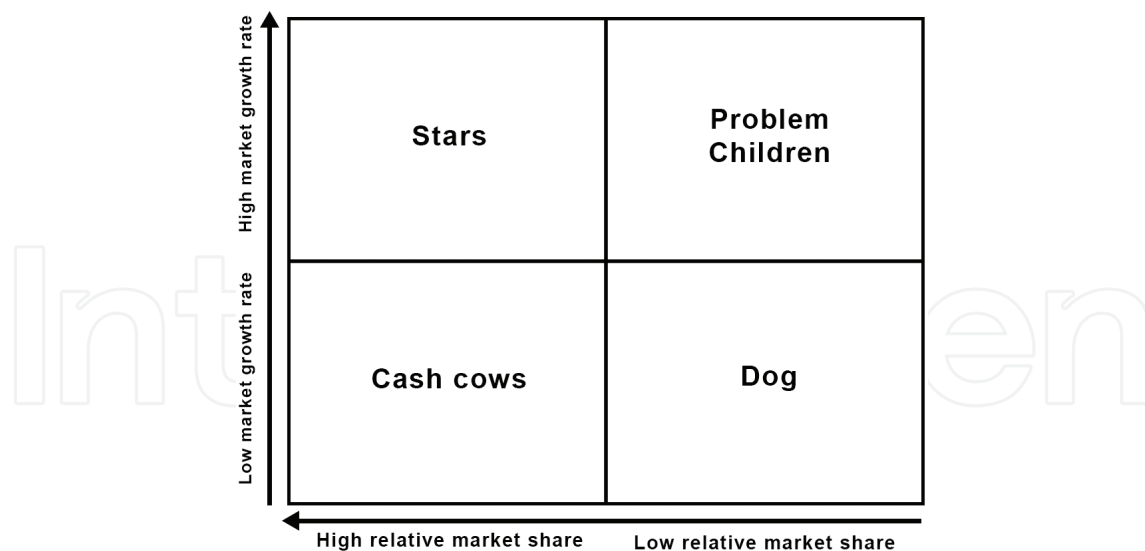 High market growth rate
Stars
Problem
Children
Low market growth rate
Cash cows
Dog
High relative market share
Low relative market share